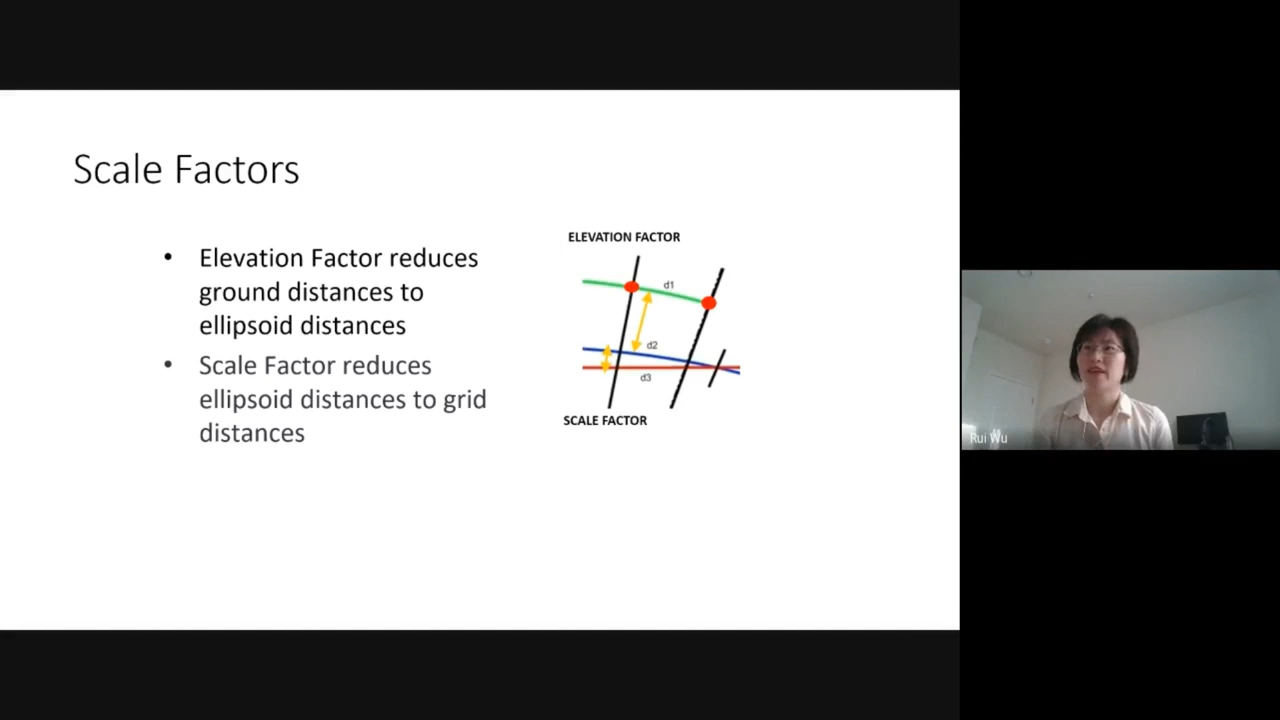 Scale Factors
• Elevation Factor reduces
ground distances to
ellipsoid distances
• Scale Factor reduces
ellipsoid distances to grid
distances
ELEVATION FACTOR
d1
d2
d3
SCALE FACTOR
Rui Wu